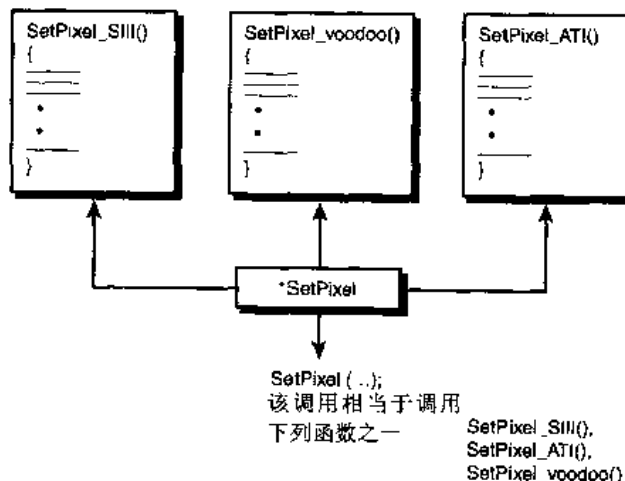 SetPixel_SIII()
{
}
SetPixel_voodoo()
{
}
SetPixel_ATI()
{
}
*SetPixel
SetPixel (...);
该调用相当于调用
下列函数之一
SetPixel_SIII(),
SetPixel_ATI(),
SetPixel_voodoo()